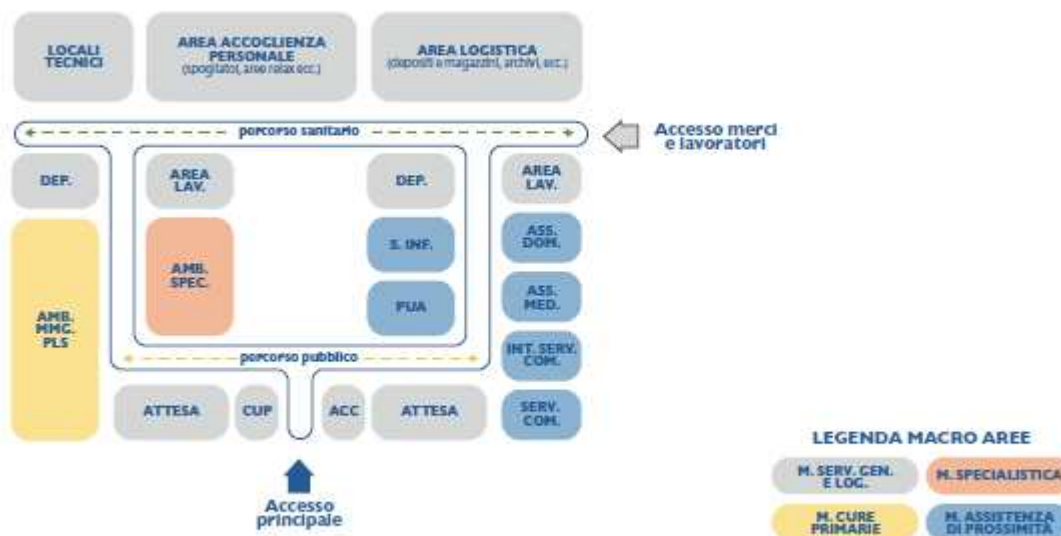 LOCALI
TECNICI
AREA ACCOGLIENZA
PERSONALE
(spogliatoi, aree relax ecc.)
AREA LOGISTICA
(depositi e magazzini, archivi, ecc.)
percorso sanitario
Accesso merci
e lavoratori
DEP.
AREA
LAV.
DEP.
AREA
LAV.
S. INF.
ASS.
DOM.
AMB.
SPEC.
PUA
ASS.
MED.
AMB.
MMG.
PLS
percorso pubblico
INT. SERV.
COM.
ATTESA
CUP
ACC
ATTESA
SERV.
COM.
Accesso
principale
LEGENDA MACRO AREE
M. SERV. GEN.
E LOG.
M. SPECIALISTICA
M. CURE
PRIMARIE
M. ASSISTENZA
DI PROSSIMITÀ